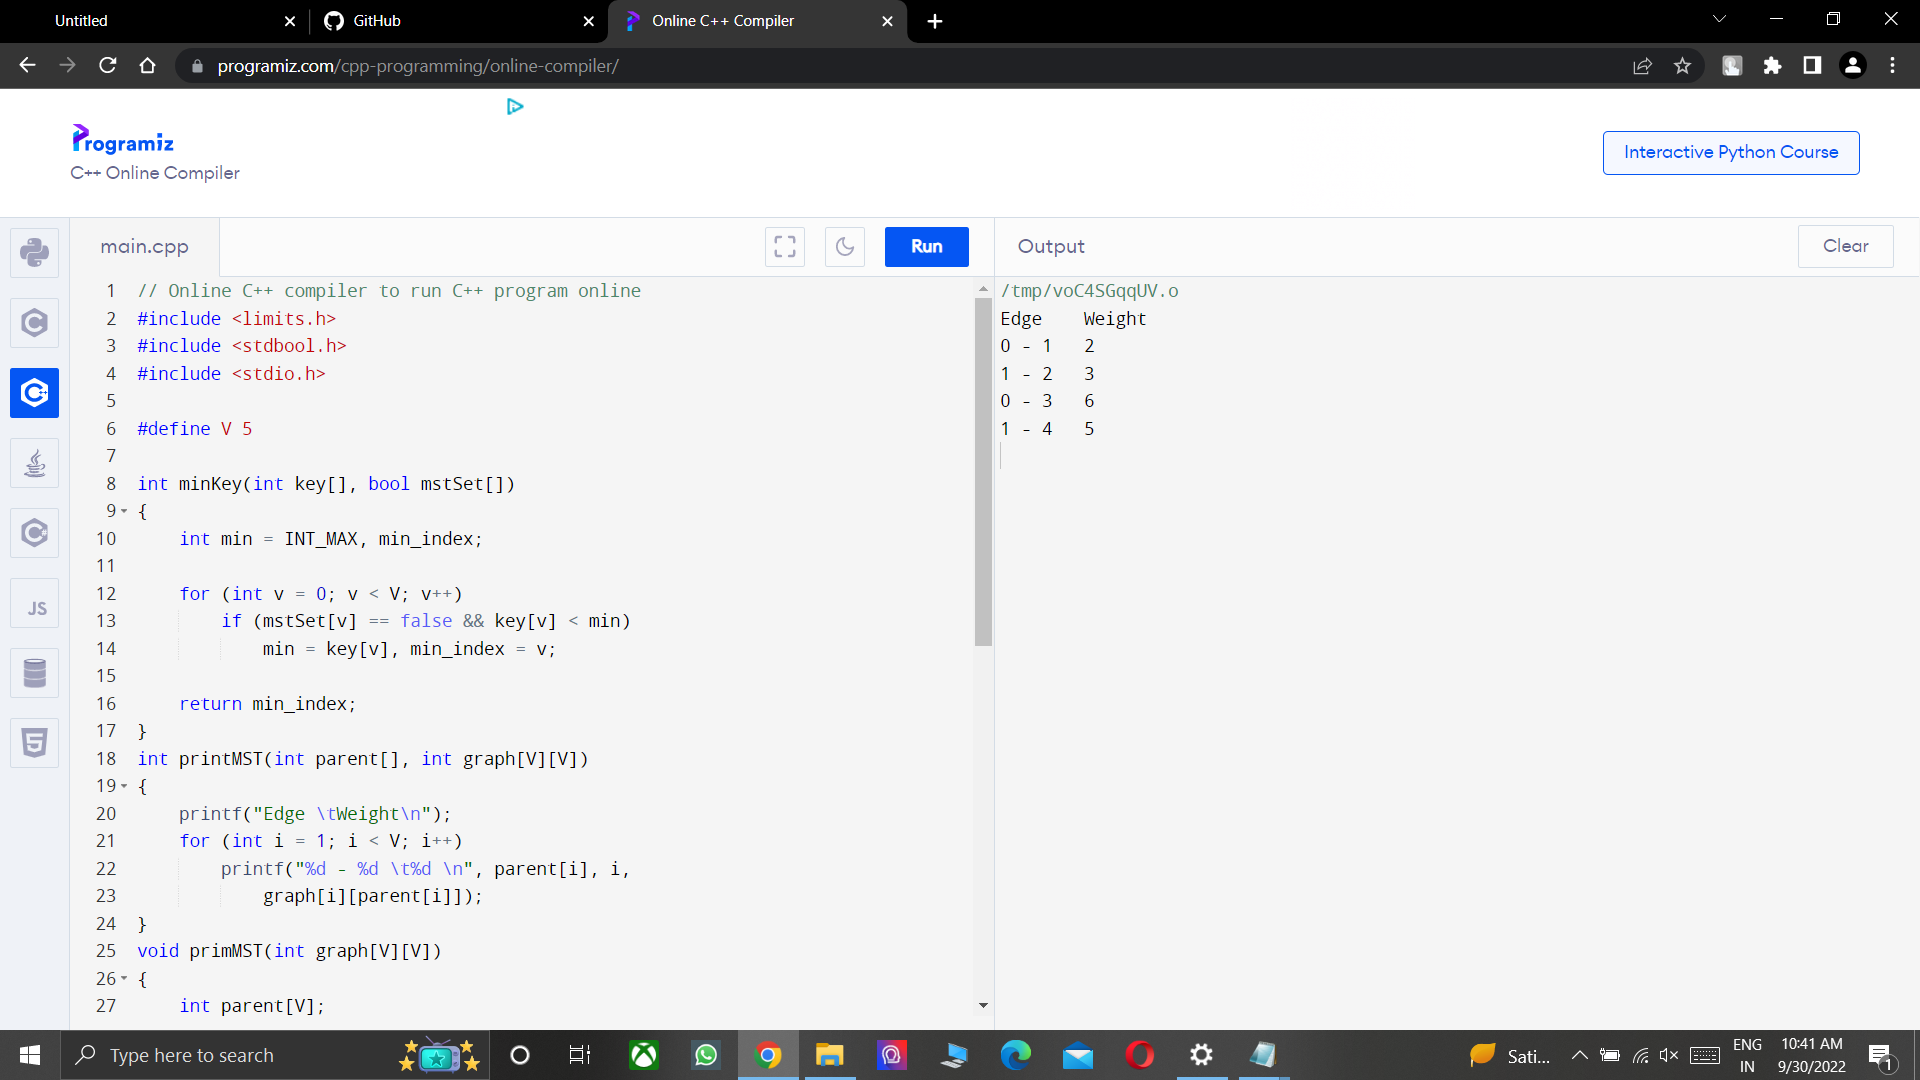 Untitled
GitHub
Online C++ Compiler
programiz.com/cpp-programming/online-compiler/
Programiz
C++ Online Compiler
Interactive Python Course
main.cpp
Run
Output
Clear
JS
1 // Online C++ compiler to run C++ program online
2 #include <limits.h>
3 #include <stdbool.h>
4 #include <stdio.h>
5
6 #define V 5
7
8 int minKey(int key[], bool mstSet[])
9 {
10     int min = INT_MAX, min_index;
11
12     for (int v = 0; v < V; v++)
13         if (mstSet[v] == false && key[v] < min)
14             min = key[v], min_index = v;
15
16     return min_index;
17 }
18 int printMST(int parent[], int graph[V][V])
19 {
20     printf("Edge \tWeight\n");
21     for (int i = 1; i < V; i++)
22         printf("%d - %d \t%d \n", parent[i], i,
23             graph[i][parent[i]]);
24 }
25 void primMST(int graph[V][V])
26 {
27     int parent[V];
/tmp/voC4SGqqUV.o
Edge    Weight
0 - 1   2
1 - 2   3
0 - 3   6
1 - 4   5
Type here to search
Sati...
ENG
IN
10:41 AM
9/30/2022
1